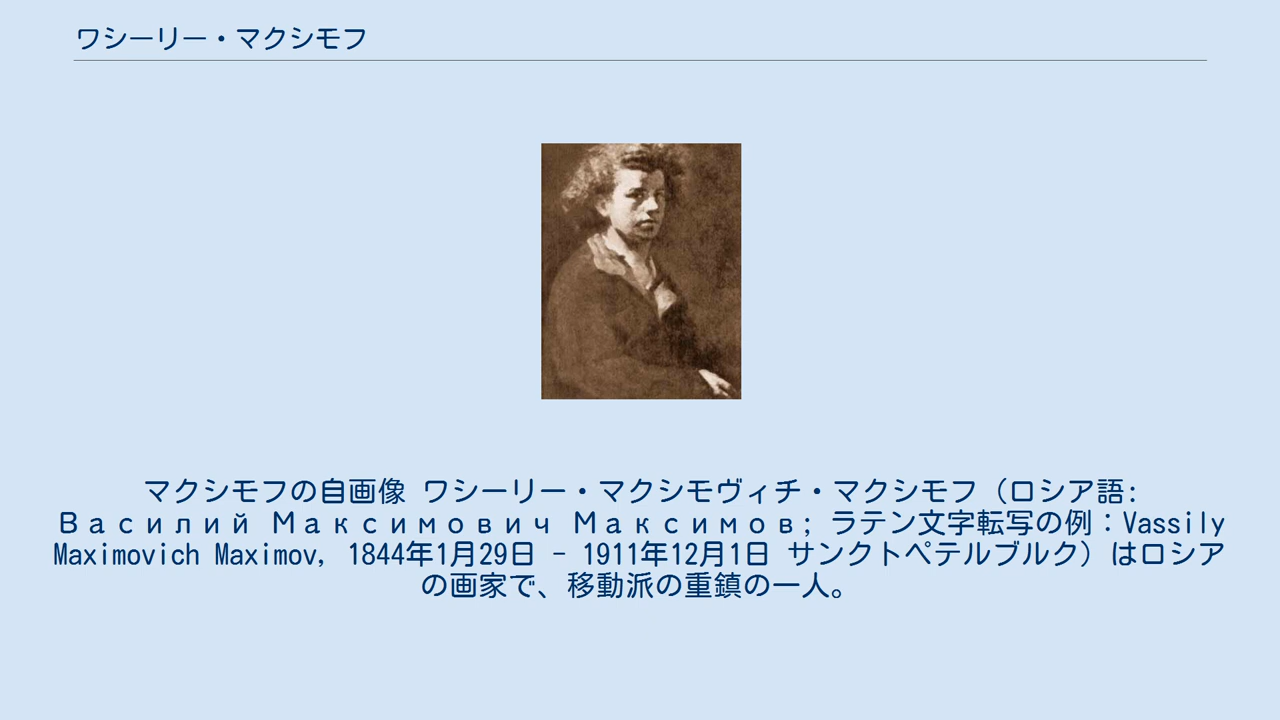 ワシーリー・マクシモフ
マクシモフの自画像 ワシーリー・マクシモヴィチ・マクシモフ（ロシア語:
Василий Максимович Максимов; ラテン文字転写の例：Vassily
Maximovich Maximov, 1844年1月29日 - 1911年12月1日 サンクトペテルブルク）はロシア
の画家で、移動派の重鎮の一人。